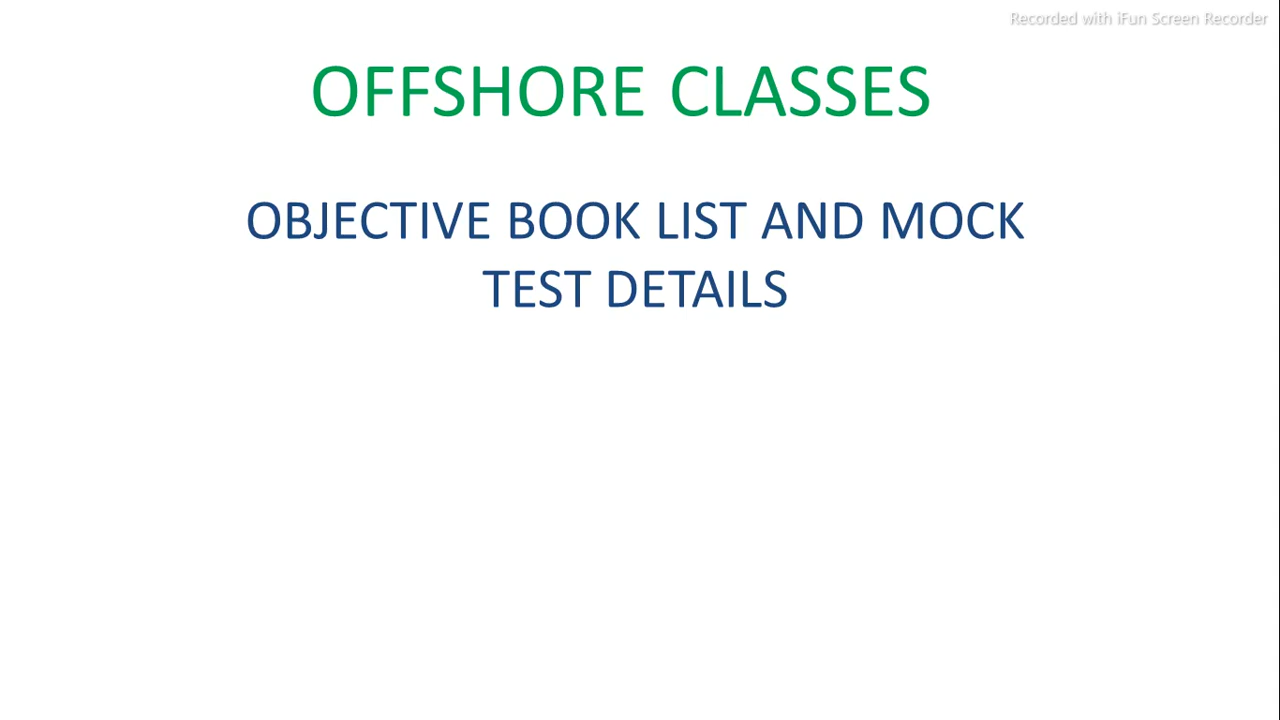 Recorded with iFun Screen Recorder
OFFSHORE CLASSES
OBJECTIVE BOOK LIST AND MOCK
TEST DETAILS